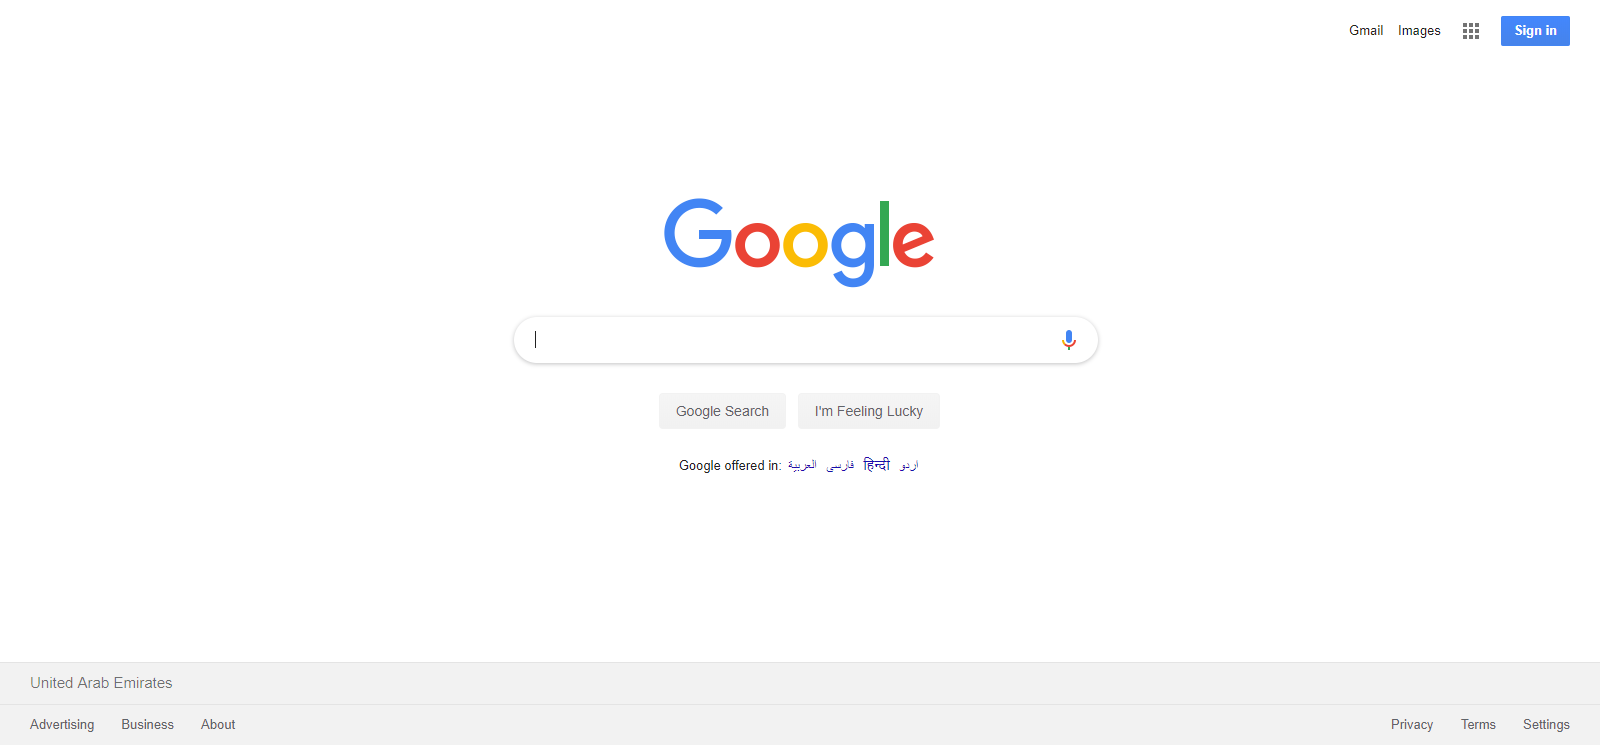 Gmail Images Sign in
Google
Google Search I'm Feeling Lucky
Google offered in: العربية فارسی हिन्दी اردو
United Arab Emirates
Advertising Business About Privacy Terms Settings